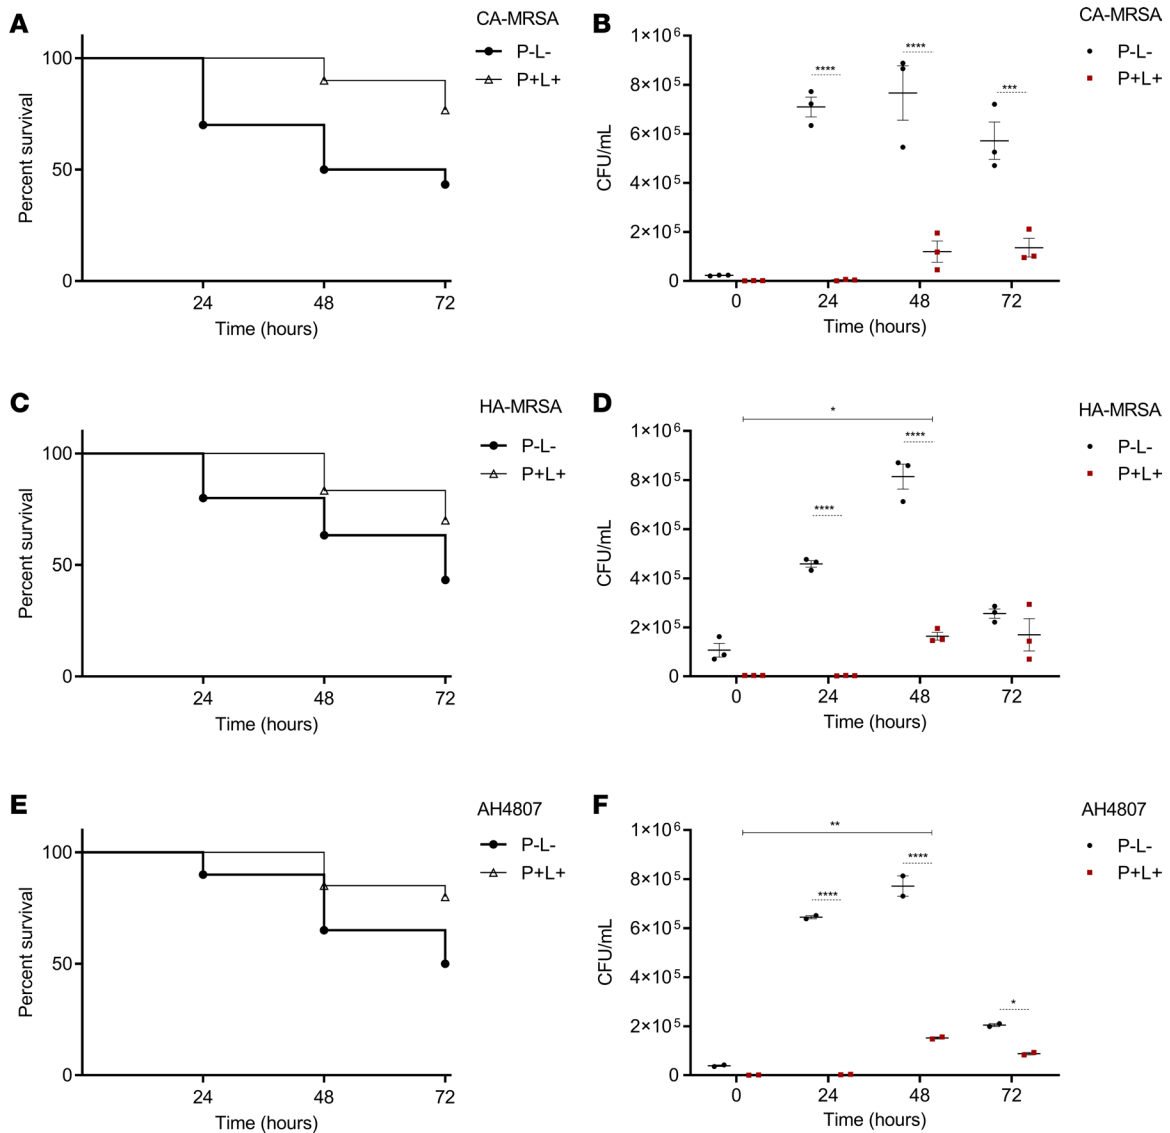 A
CA-MRSA
P-L-
P+L+
Percent survival
100
50
0
24
48
72
Time (hours)
B
CA-MRSA
P-L-
P+L+
CFU/mL
1×10⁶
8×10⁵
6×10⁵
4×10⁵
2×10⁵
0
****
****
***
0
24
48
72
Time (hours)
C
HA-MRSA
P-L-
P+L+
Percent survival
100
50
0
24
48
72
Time (hours)
D
HA-MRSA
P-L-
P+L+
CFU/mL
1×10⁶
8×10⁵
6×10⁵
4×10⁵
2×10⁵
0
*
****
****
0
24
48
72
Time (hours)
E
AH4807
P-L-
P+L+
Percent survival
100
50
0
24
48
72
Time (hours)
F
AH4807
P-L-
P+L+
CFU/mL
1×10⁶
8×10⁵
6×10⁵
4×10⁵
2×10⁵
0
**
****
****
*
0
24
48
72
Time (hours)